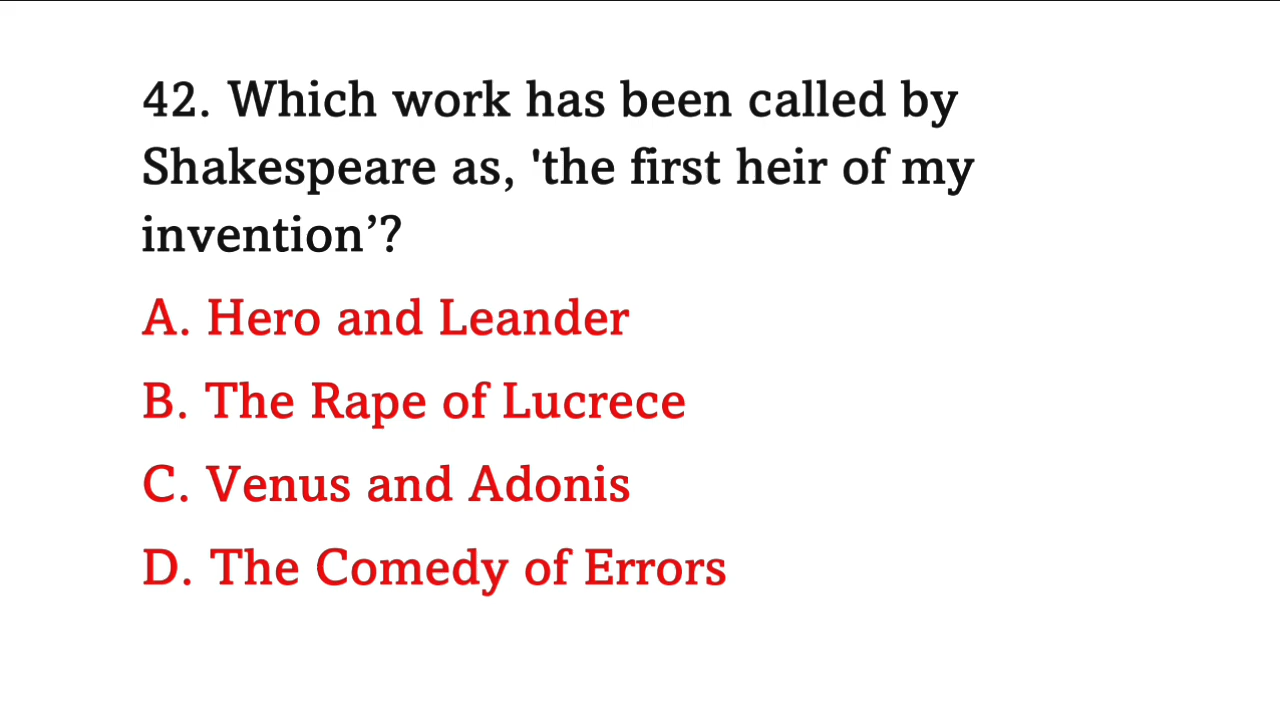 42. Which work has been called by
Shakespeare as, 'the first heir of my
invention’?
A. Hero and Leander
B. The Rape of Lucrece
C. Venus and Adonis
D. The Comedy of Errors